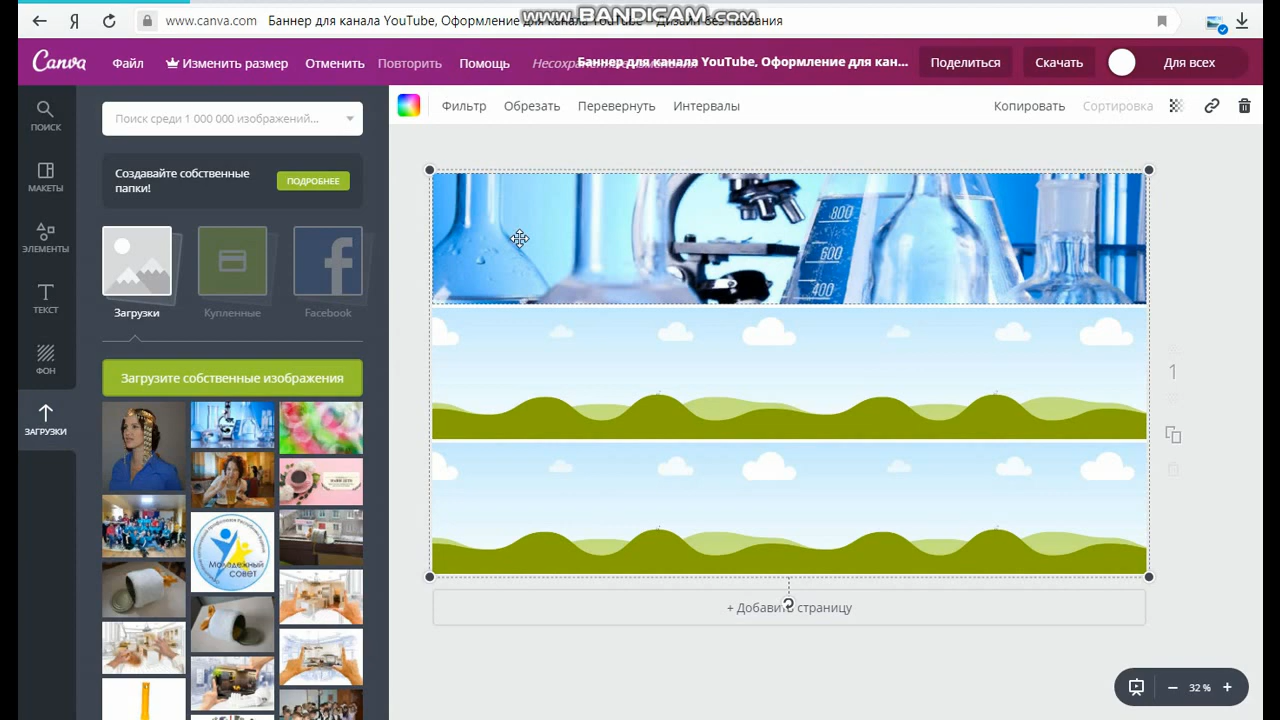 www.BANDICAM.com
www.canva.com Баннер для канала YouTube, Оформление для канала YouTube – Дизайн без названия
Canva Файл Изменить размер Отменить Повторить Помощь Баннер для канала YouTube, Оформление для кан... Поделиться Скачать Для всех
ПОИСК
МАКЕТЫ
ЭЛЕМЕНТЫ
ТЕКСТ
ФОН
ЗАГРУЗКИ
Поиск среди 1 000 000 изображений...
Создавайте собственные
папки!
ПОДРОБНЕЕ
Загрузки Купленные Facebook
Загрузите собственные изображения
Молодежный
совет
Фильтр Обрезать Перевернуть Интервалы Копировать Сортировка
800
600
400
1
+ Добавить страницу
32 %